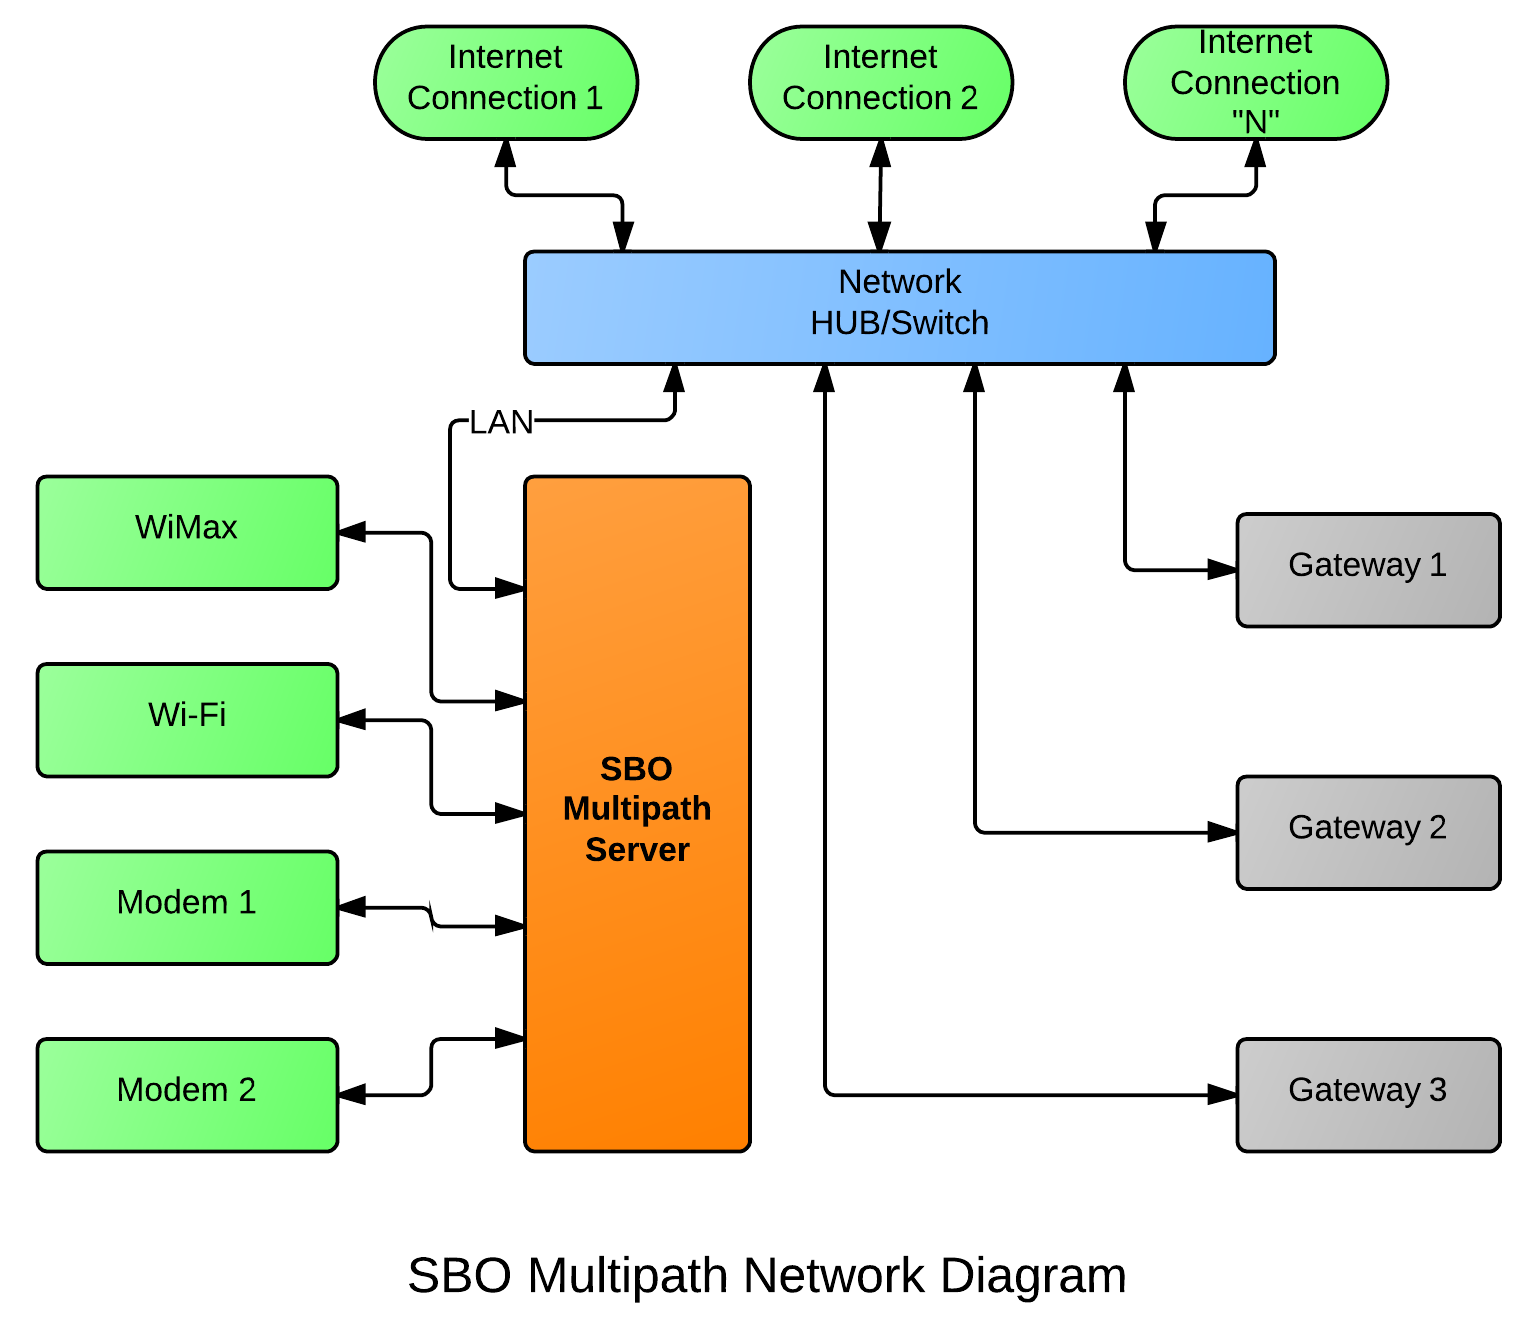 Internet
Connection 1
Internet
Connection 2
Internet
Connection
"N"
Network
HUB/Switch
LAN
WiMax
Wi-Fi
Modem 1
Modem 2
SBO
Multipath
Server
Gateway 1
Gateway 2
Gateway 3
SBO Multipath Network Diagram